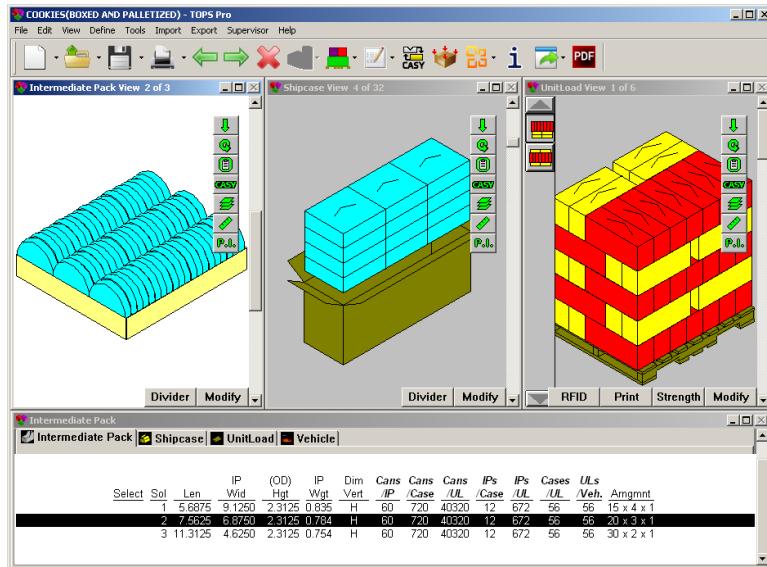 COOKIES(BOXED AND PALLETIZED) - TOPS Pro
File Edit View Define Tools Import Export Supervisor Help
CASY i PDF
Intermediate Pack View 2 of 3
Shipcase View 4 of 32
UnitLoad View 1 of 6
CASY
P.I.
CASY
P.I.
CASY
P.I.
Divider Modify
Divider Modify
RFID Print Strength Modify
Intermediate Pack
Intermediate Pack Shipcase UnitLoad Vehicle
IP (OD) IP Dim Cans Cans Cans IPs IPs Cases ULs
Select Sol Len Wid Hgt Wgt Vert /IP /Case /UL /Case /UL /UL /Veh. Arngmnt
1 5.6875 9.1250 2.3125 0.835 H 60 720 40320 12 672 56 56 15 x 4 x 1
2 7.5625 6.8750 2.3125 0.784 H 60 720 40320 12 672 56 56 20 x 3 x 1
3 11.3125 4.6250 2.3125 0.754 H 60 720 40320 12 672 56 56 30 x 2 x 1